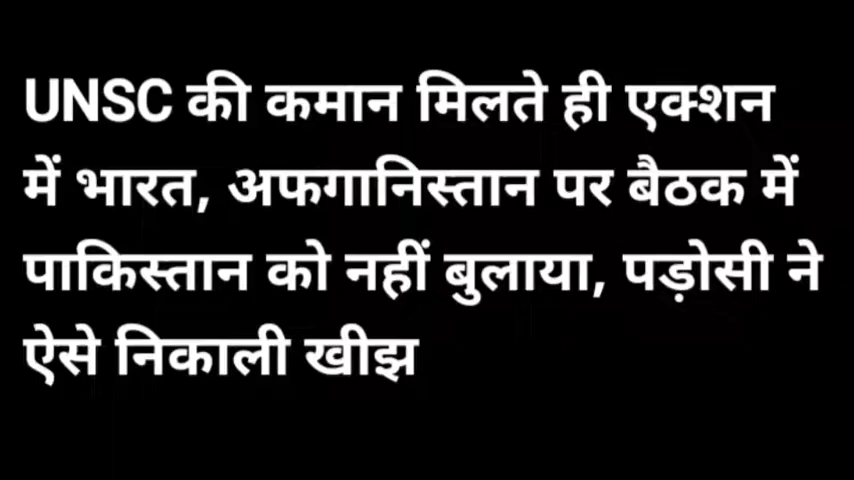 UNSC की कमान मिलते ही एक्शन
में भारत, अफगानिस्तान पर बैठक में
पाकिस्तान को नहीं बुलाया, पड़ोसी ने
ऐसे निकाली खीझ